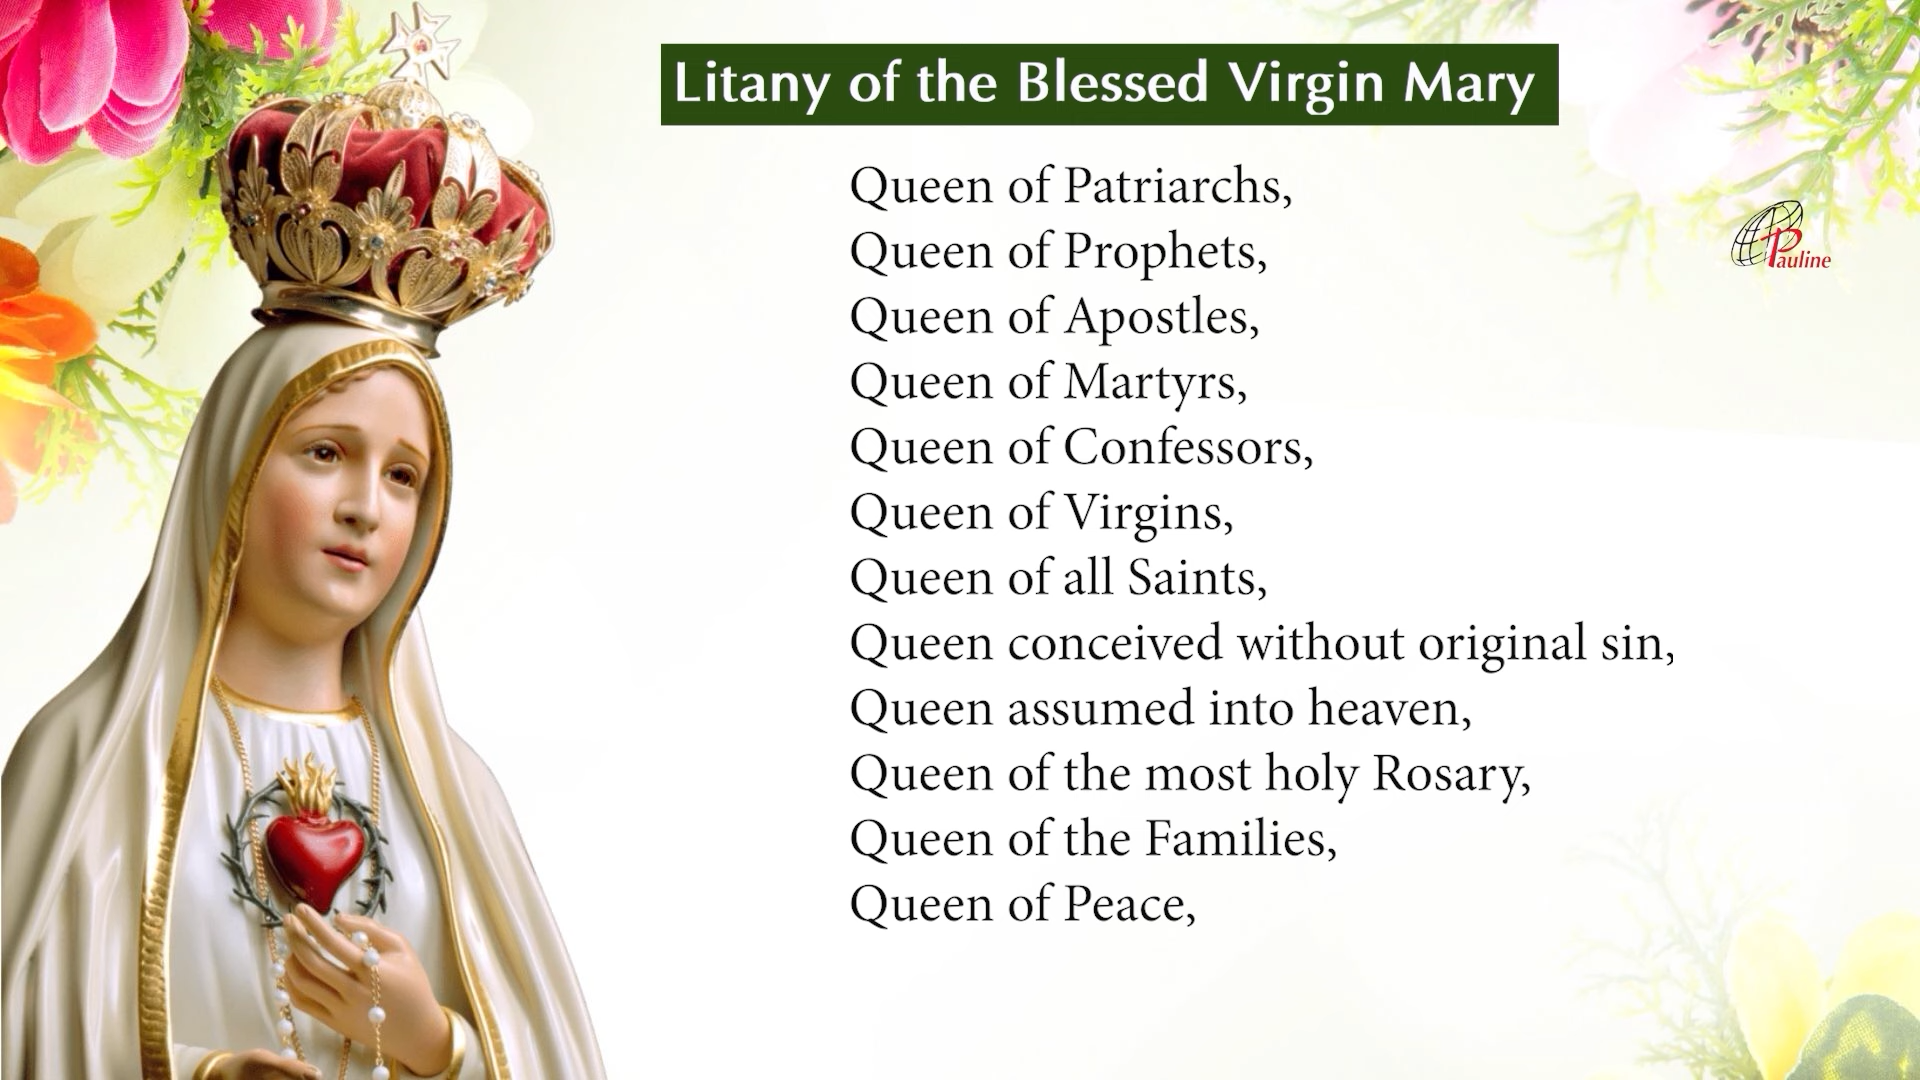 Litany of the Blessed Virgin Mary
Queen of Patriarchs,
Queen of Prophets,
Queen of Apostles,
Queen of Martyrs,
Queen of Confessors,
Queen of Virgins,
Queen of all Saints,
Queen conceived without original sin,
Queen assumed into heaven,
Queen of the most holy Rosary,
Queen of the Families,
Queen of Peace,
Pauline